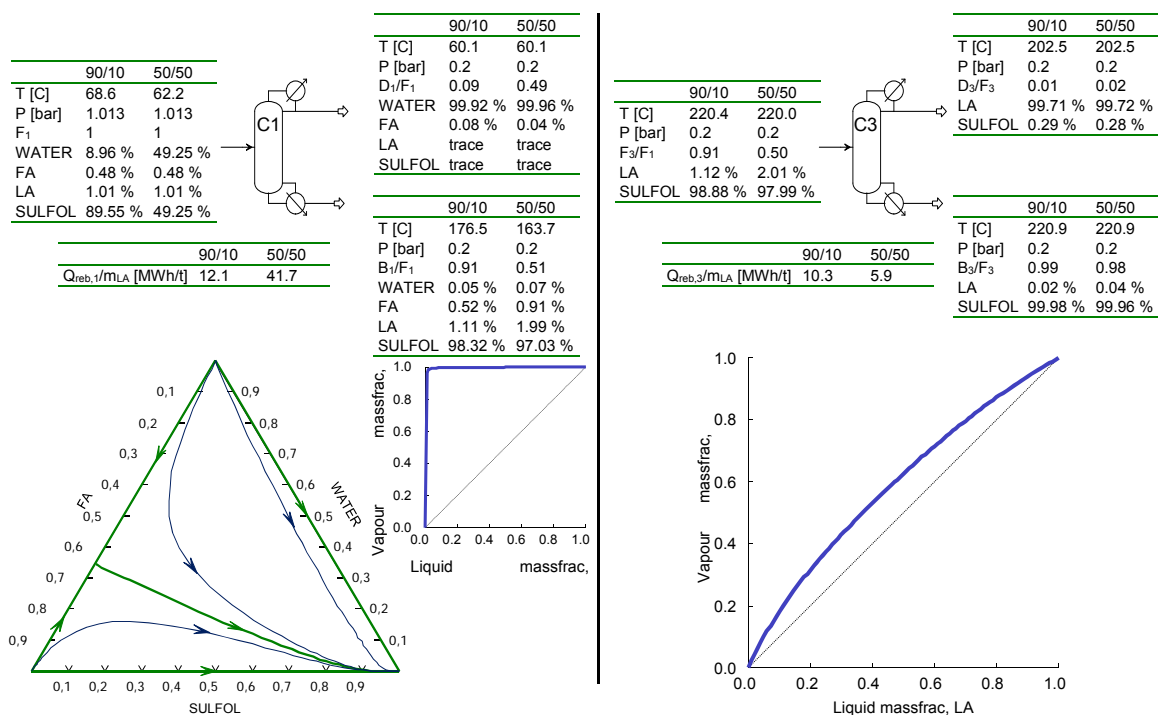 90/10 50/50
T [C] 68.6 62.2
P [bar] 1.013 1.013
F1 1 1
WATER 8.96 % 49.25 %
FA 0.48 % 0.48 %
LA 1.01 % 1.01 %
SULFOL 89.55 % 49.25 %
C1
90/10 50/50
T [C] 60.1 60.1
P [bar] 0.2 0.2
D1/F1 0.09 0.49
WATER 99.92 % 99.96 %
FA 0.08 % 0.04 %
LA trace trace
SULFOL trace trace
90/10 50/50
T [C] 176.5 163.7
P [bar] 0.2 0.2
B1/F1 0.91 0.51
WATER 0.05 % 0.07 %
FA 0.52 % 0.91 %
LA 1.11 % 1.99 %
SULFOL 98.32 % 97.03 %
90/10 50/50
Qreb,1/mLA [MWh/t] 12.1 41.7
0,1 0,9
0,2 0,8
0,3 0,7
0,4 0,6
FA WATER
0,5 0,5
0,6 0,4
0,7 0,3
0,8 0,2
0,9 0,1
0,1 0,2 0,3 0,4 0,5 0,6 0,7 0,8 0,9
SULFOL
Vapour massfrac,
1.0
0.8
0.6
0.4
0.2
0.0
0.0 0.2 0.4 0.6 0.8 1.0
Liquid massfrac,
90/10 50/50
T [C] 220.4 220.0
P [bar] 0.2 0.2
F3/F1 0.91 0.50
LA 1.12 % 2.01 %
SULFOL 98.88 % 97.99 %
C3
90/10 50/50
T [C] 202.5 202.5
P [bar] 0.2 0.2
D3/F3 0.01 0.02
LA 99.71 % 99.72 %
SULFOL 0.29 % 0.28 %
90/10 50/50
T [C] 220.9 220.9
P [bar] 0.2 0.2
B3/F3 0.99 0.98
LA 0.02 % 0.04 %
SULFOL 99.98 % 99.96 %
90/10 50/50
Qreb,3/mLA [MWh/t] 10.3 5.9
Vapour massfrac,
1.0
0.8
0.6
0.4
0.2
0.0
0.0 0.2 0.4 0.6 0.8 1.0
Liquid massfrac, LA